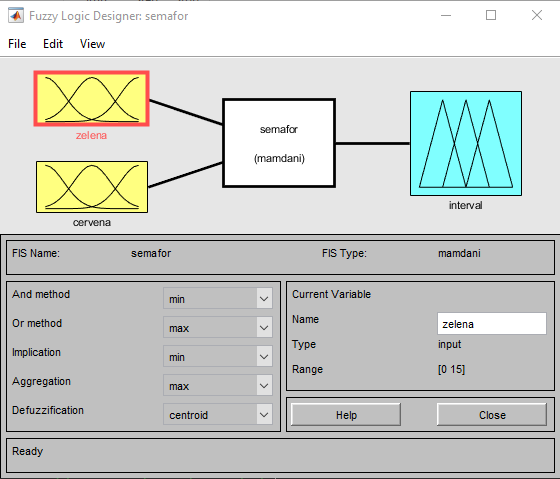 Fuzzy Logic Designer: semafor
File Edit View
zelena
cervena
semafor
(mamdani)
interval
FIS Name: semafor FIS Type: mamdani
And method min
Or method max
Implication min
Aggregation max
Defuzzification centroid
Current Variable
Name zelena
Type input
Range [0 15]
Help Close
Ready